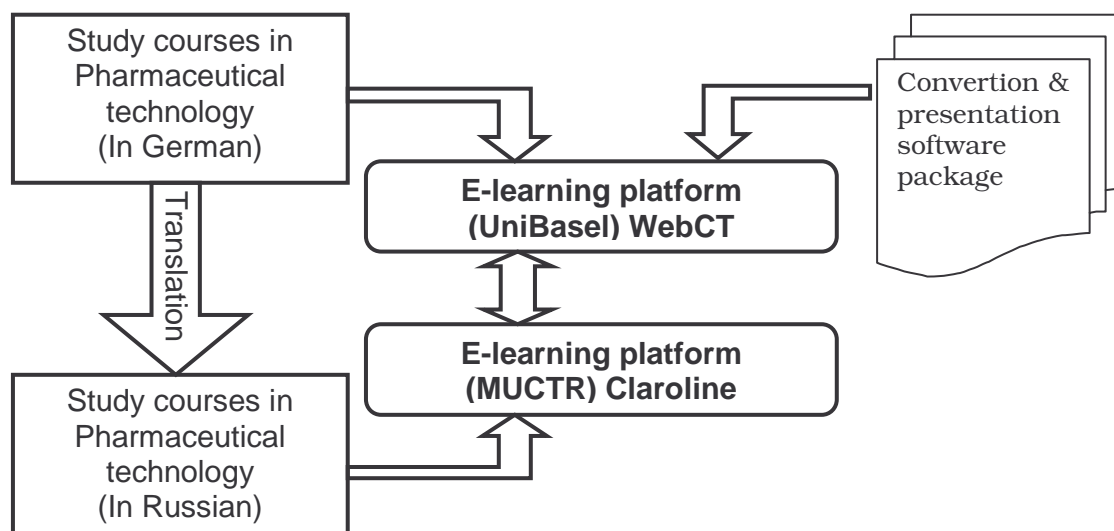 Study courses in
Pharmaceutical
technology
(In German)
Convertion &
presentation
software
package
E-learning platform
(UniBasel) WebCT
Translation
E-learning platform
(MUCTR) Claroline
Study courses in
Pharmaceutical
technology
(In Russian)